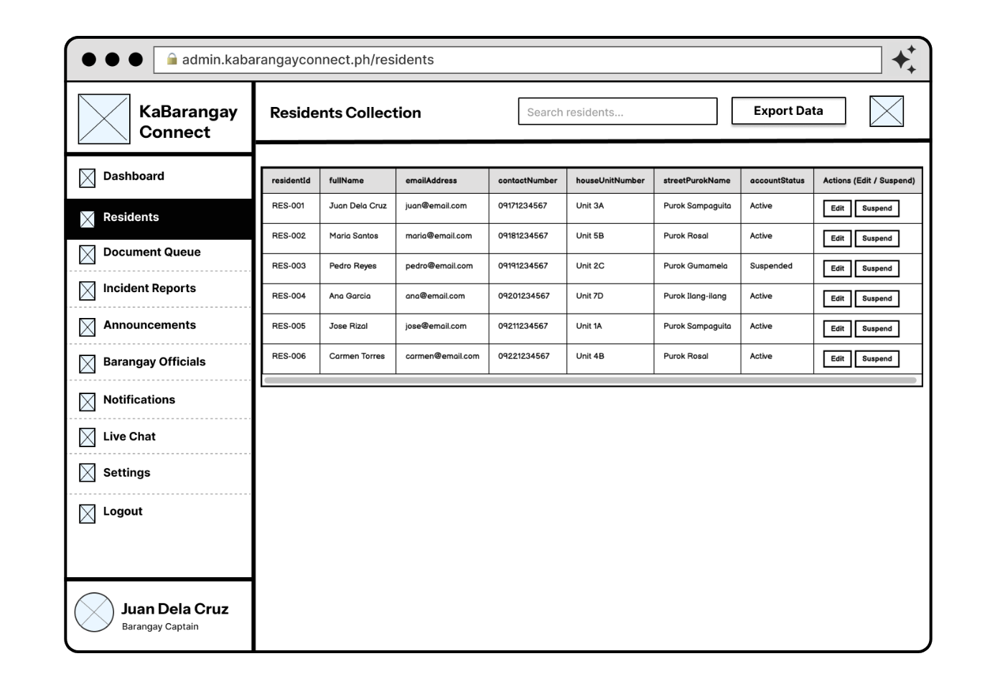 admin.kabarangayconnect.ph/residents
KaBarangay
Connect
Residents Collection
Search residents...
Export Data
Dashboard
Residents
Document Queue
Incident Reports
Announcements
Barangay Officials
Notifications
Live Chat
Settings
Logout
Juan Dela Cruz
Barangay Captain
residentId fullName emailAddress contactNumber houseUnitNumber streetPurokName accountStatus Actions (Edit / Suspend)
RES-001 Juan Dela Cruz juan@email.com 09171234567 Unit 3A Purok Sampaguita Active Edit Suspend
RES-002 Maria Santos maria@email.com 09181234567 Unit 5B Purok Rosal Active Edit Suspend
RES-003 Pedro Reyes pedro@email.com 09191234567 Unit 2C Purok Gumamela Suspended Edit Suspend
RES-004 Ana Garcia ana@email.com 09201234567 Unit 7D Purok Ilang-ilang Active Edit Suspend
RES-005 Jose Rizal jose@email.com 09211234567 Unit 1A Purok Sampaguita Active Edit Suspend
RES-006 Carmen Torres carmen@email.com 09221234567 Unit 4B Purok Rosal Active Edit Suspend